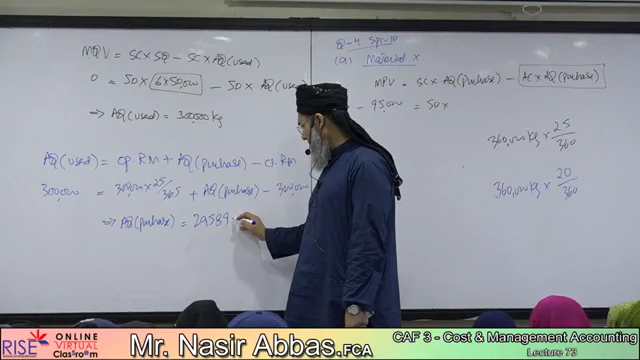 MQV = SC x SQ - SC x AQ(used)
0 = 50 x 6 x 50,000 - 50 x AQ(used
⇒ AQ(used) = 300,000 kg
AQ(used) = op RM + AQ(purchase) - cl. RM
300,000 = 300,000 x 25/365 + AQ(purchase) - 300,000
⇒ AQ(purchase) = 29589
Q-4 Spr-10
(a) Material X
MPV = SC x AQ(purchase) - AC x AQ(purchase)
- 95,000 = 50 x
360,000 kg x 25/360
360,000 kg x 20/360
RISE
ONLINE
VIRTUAL
Classroom
Mr. Nasir Abbas.FCA
CAF 3 - Cost & Management Accounting
Lecture 73